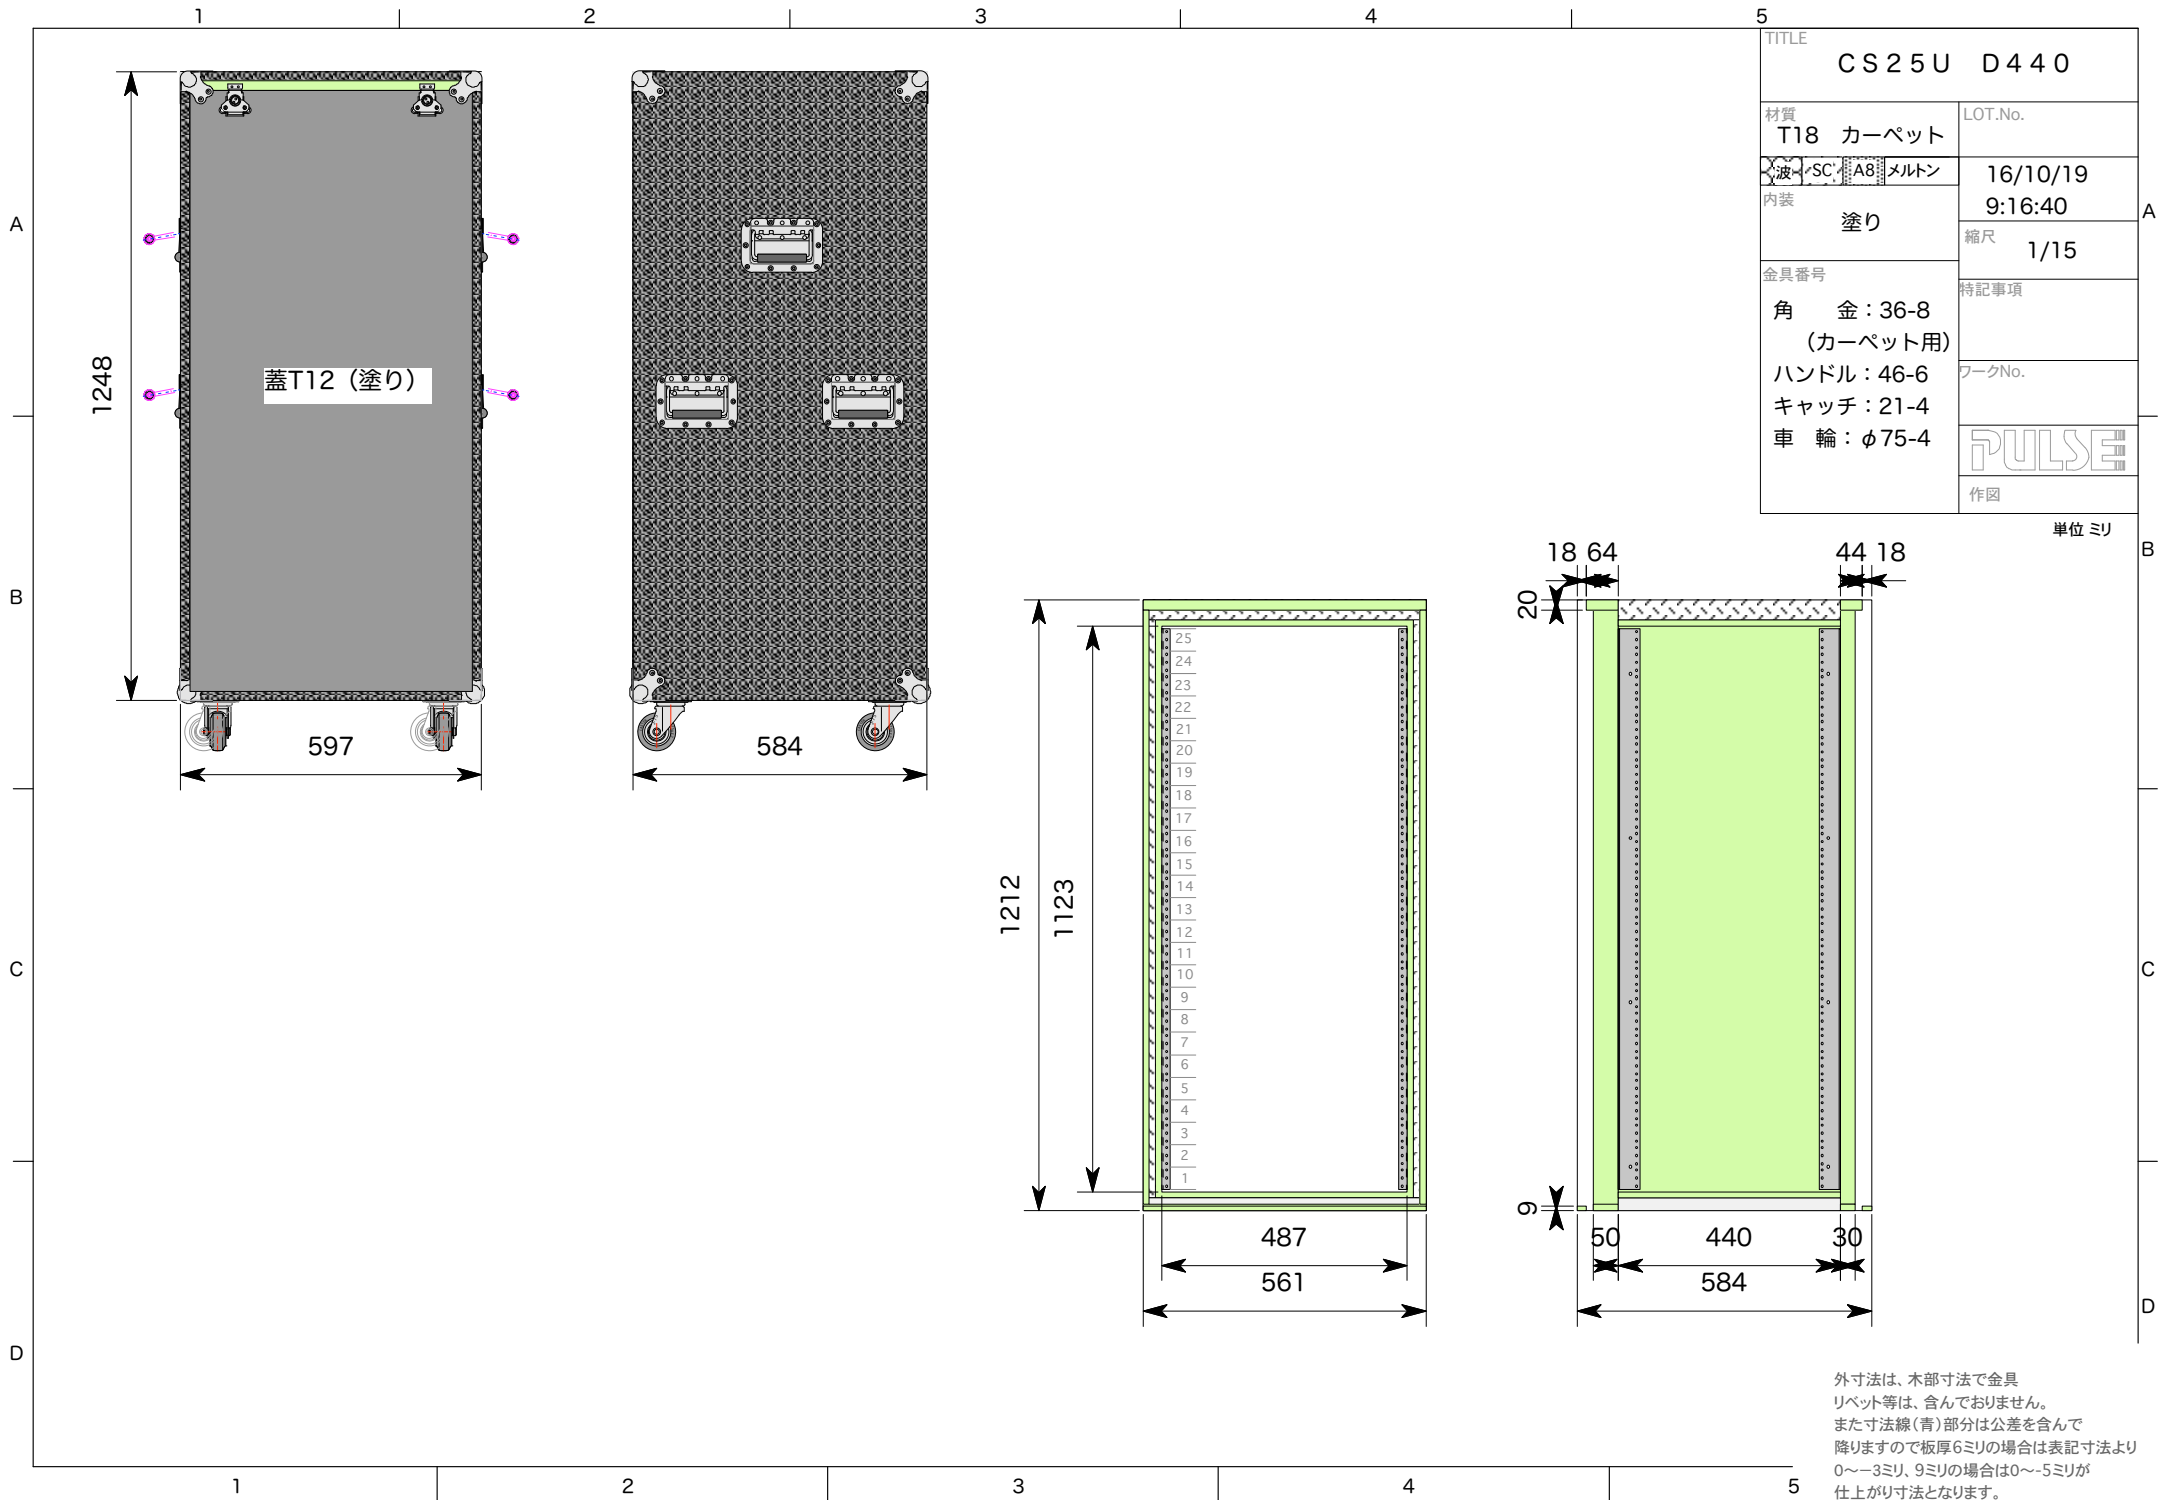 1 2 3 4 5
TITLE
CS25U D440
材質
T18 カーペット
LOT.No.
波 SC A8 メルトン
16/10/19
9:16:40
内装
塗り
縮尺
1/15
金具番号
特記事項
角 金：36-8
（カーペット用）
ハンドル：46-6
ワークNo.
キャッチ：21-4
車 輪：φ75-4
PULSE
作図
単位 ミリ
A
A
B
B
C
C
D
D
1248
蓋T12（塗り）
597
584
18 64
44 18
20
1212
1123
25
24
23
22
21
20
19
18
17
16
15
14
13
12
11
10
9
8
7
6
5
4
3
2
1
9
487
561
50
440
30
584
外寸法は、木部寸法で金具
リベット等は、含んでおりません。
また寸法線（青）部分は公差を含んで
降りますので板厚6ミリの場合は表記寸法より
0～−3ミリ、9ミリの場合は0～-5ミリが
仕上がり寸法となります。
1 2 3 4 5